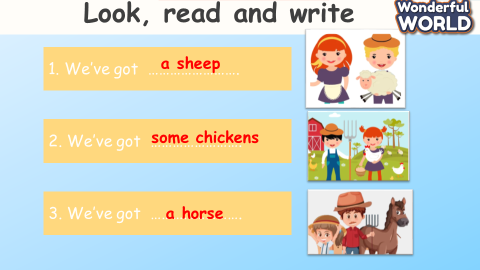 Look, read and write
Wonderful
WORLD
1. We've got a sheep
2. We've got some chickens
3. We've got ....a horse.....